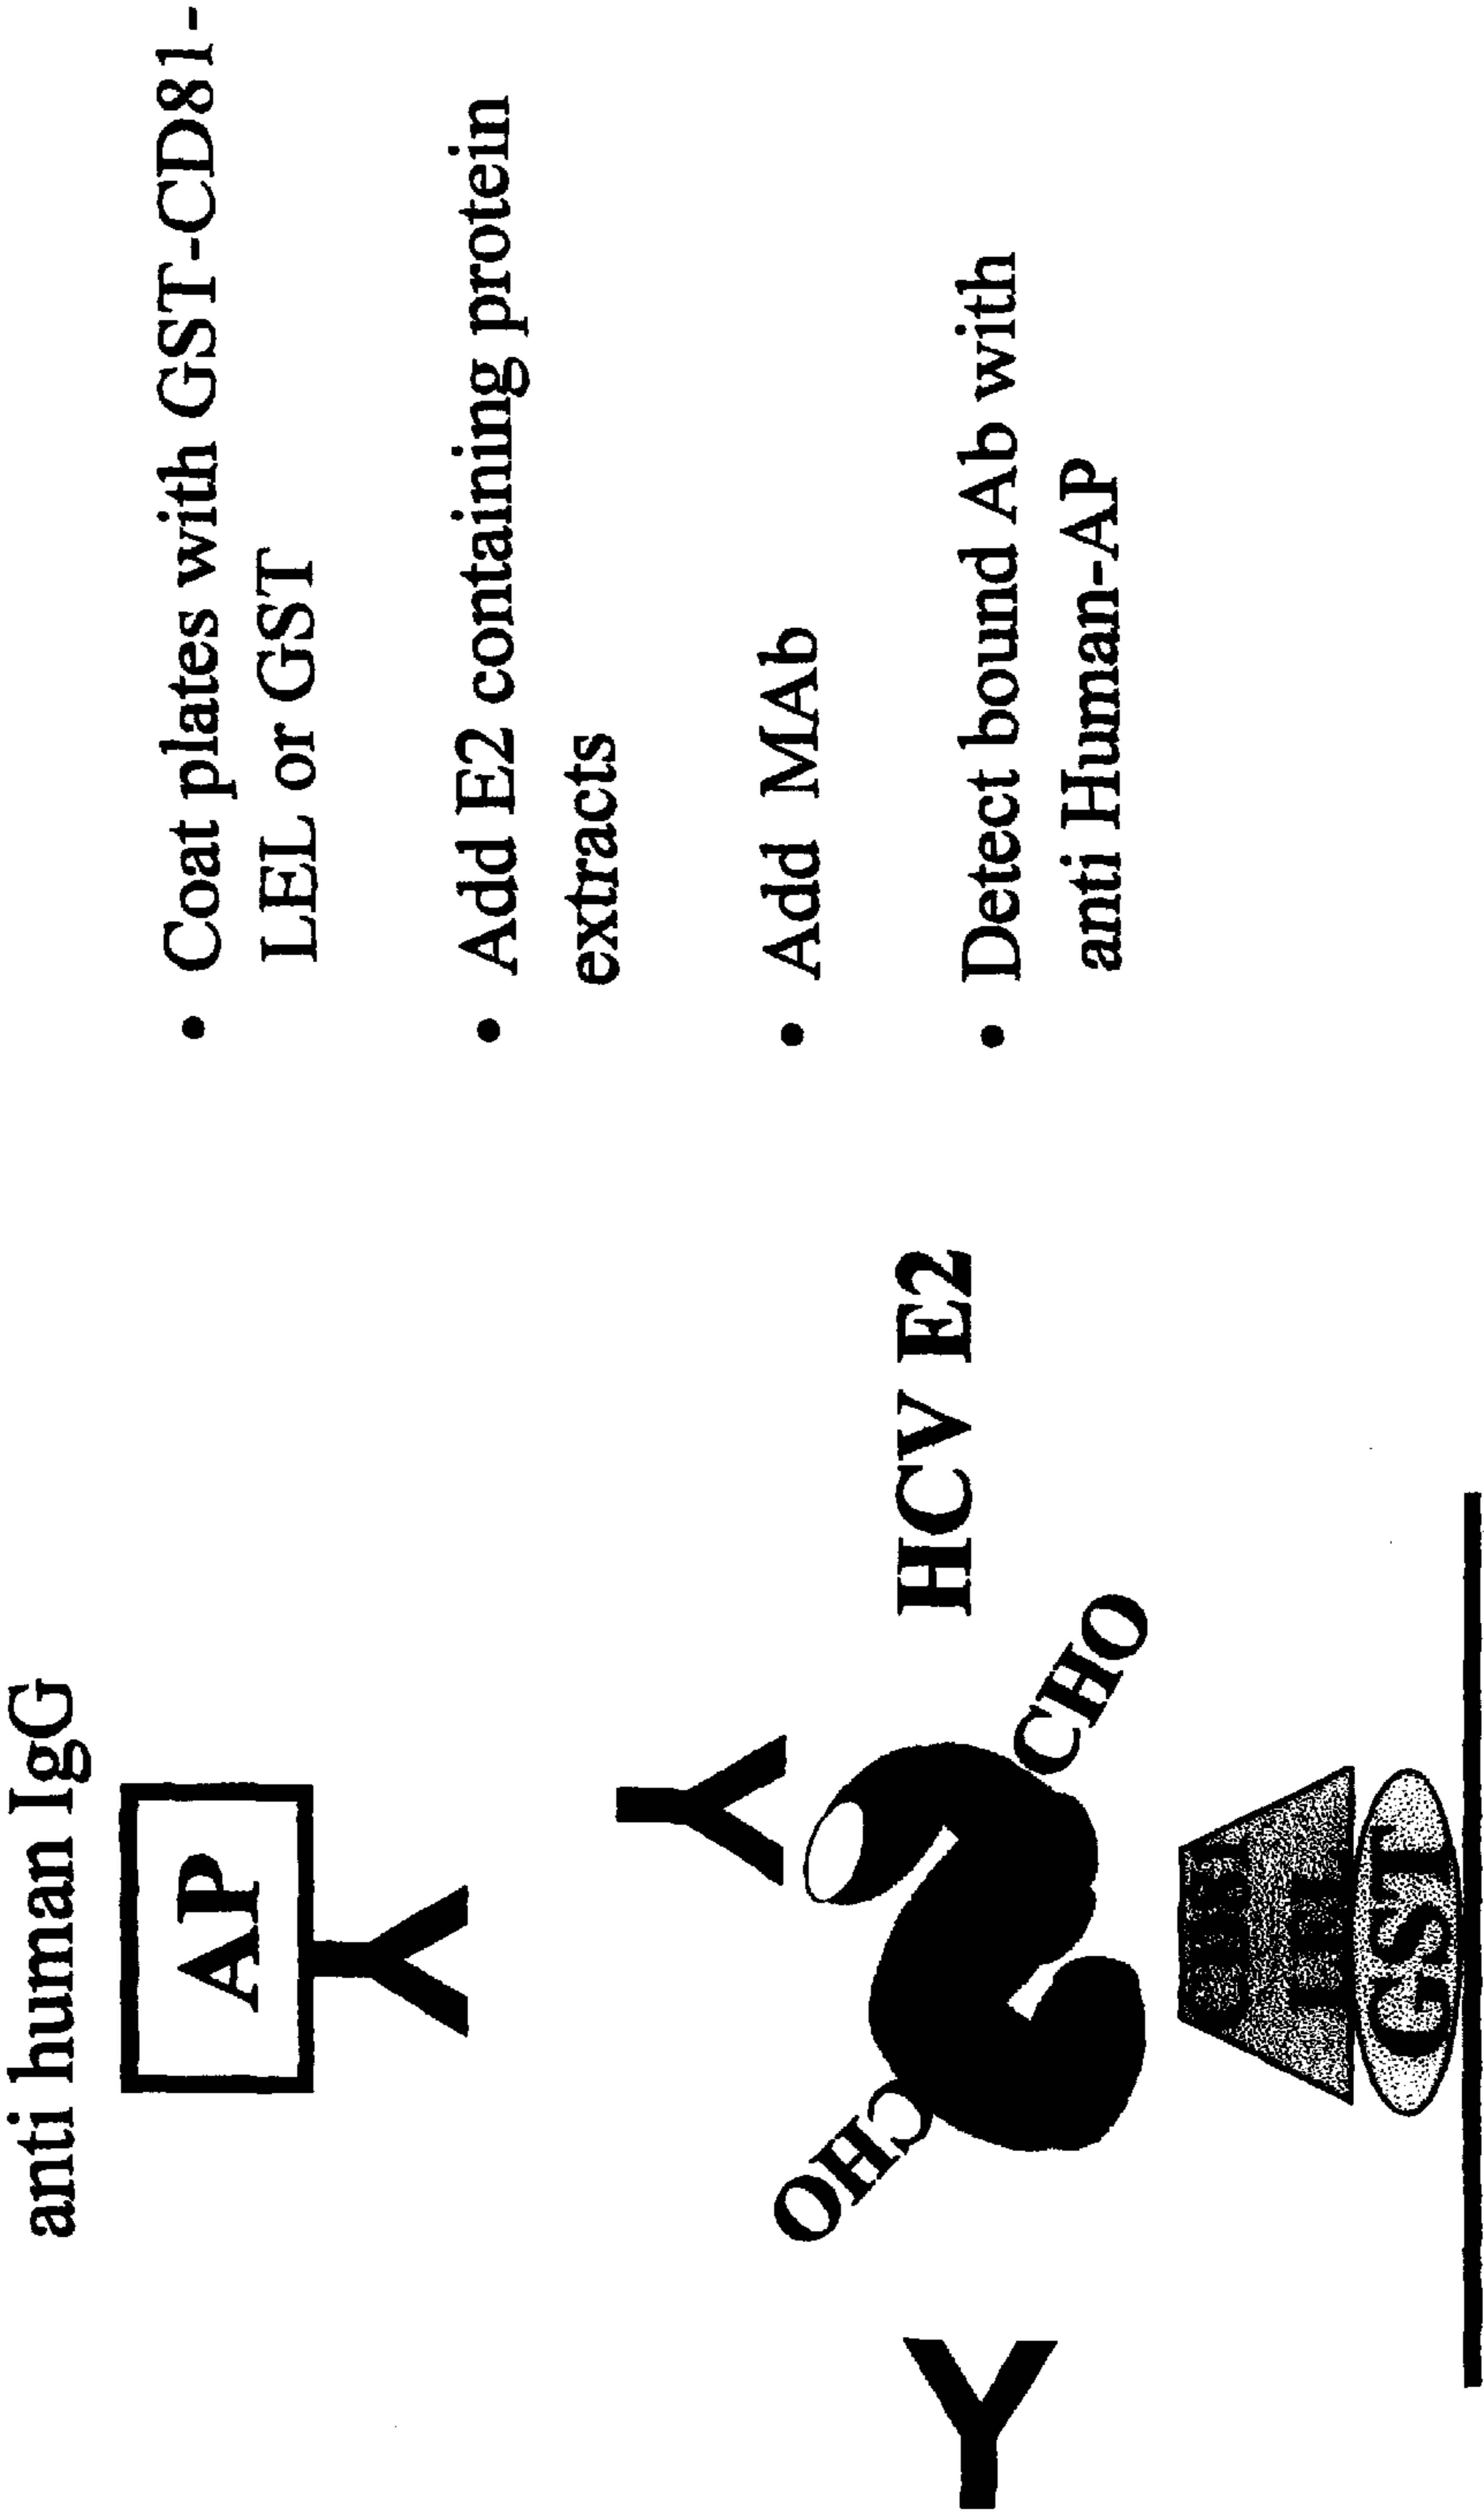 anti human IgG
AP
OHC
HCV E2
CHO
GST
• Coat plates with GST-CD81-
LEL or GST
• Add E2 containing protein
extracts
• Add MAb
• Detect bound Ab with
anti Human-AP